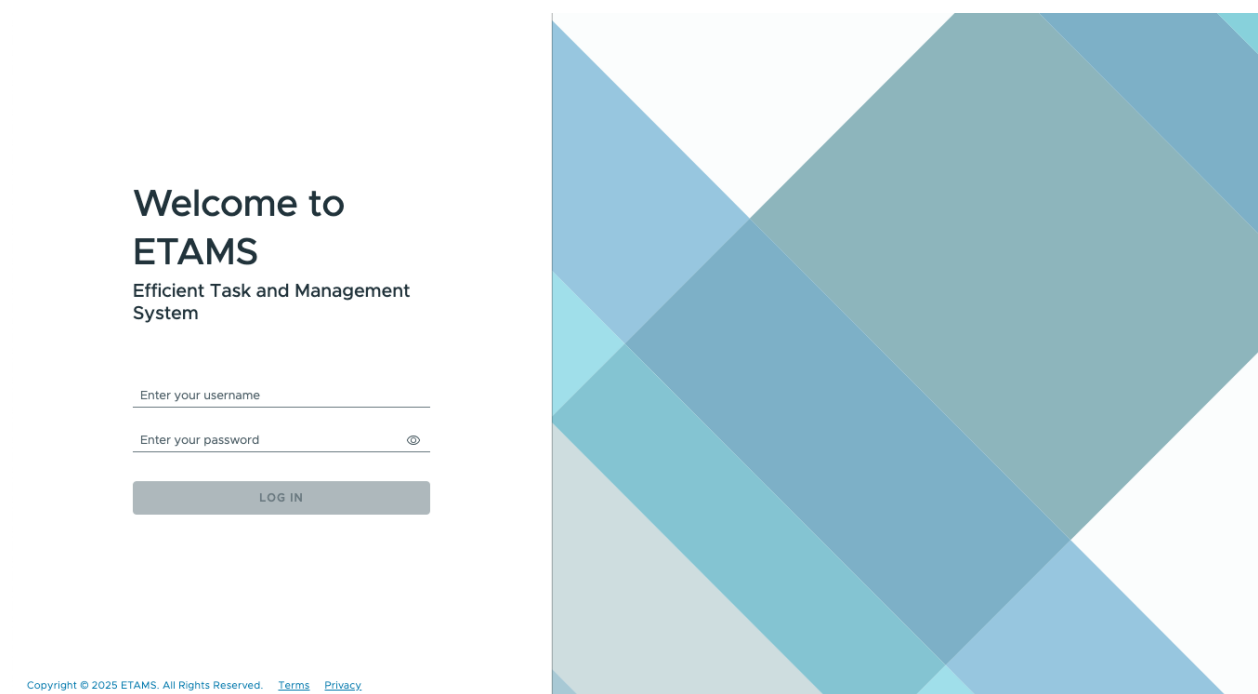 Welcome to
ETAMS
Efficient Task and Management
System
Enter your username
Enter your password
LOG IN
Copyright © 2025 ETAMS. All Rights Reserved. Terms Privacy